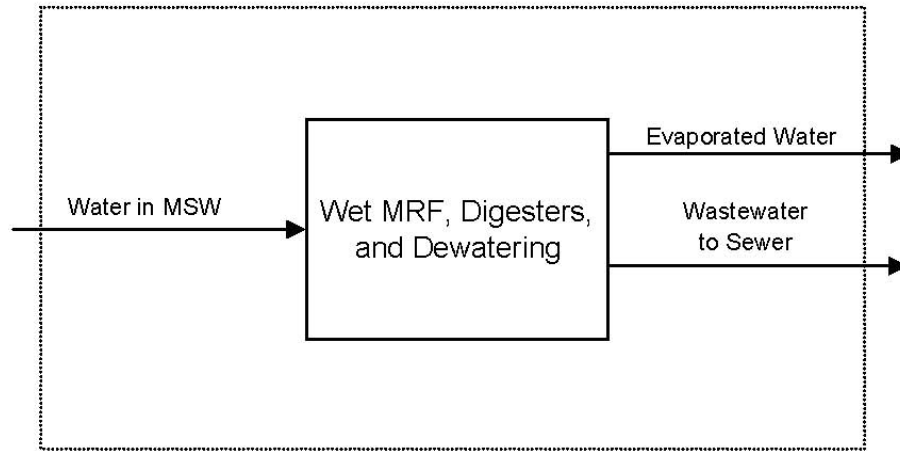 Water in MSW
Wet MRF, Digesters,
and Dewatering
Evaporated Water
Wastewater
to Sewer